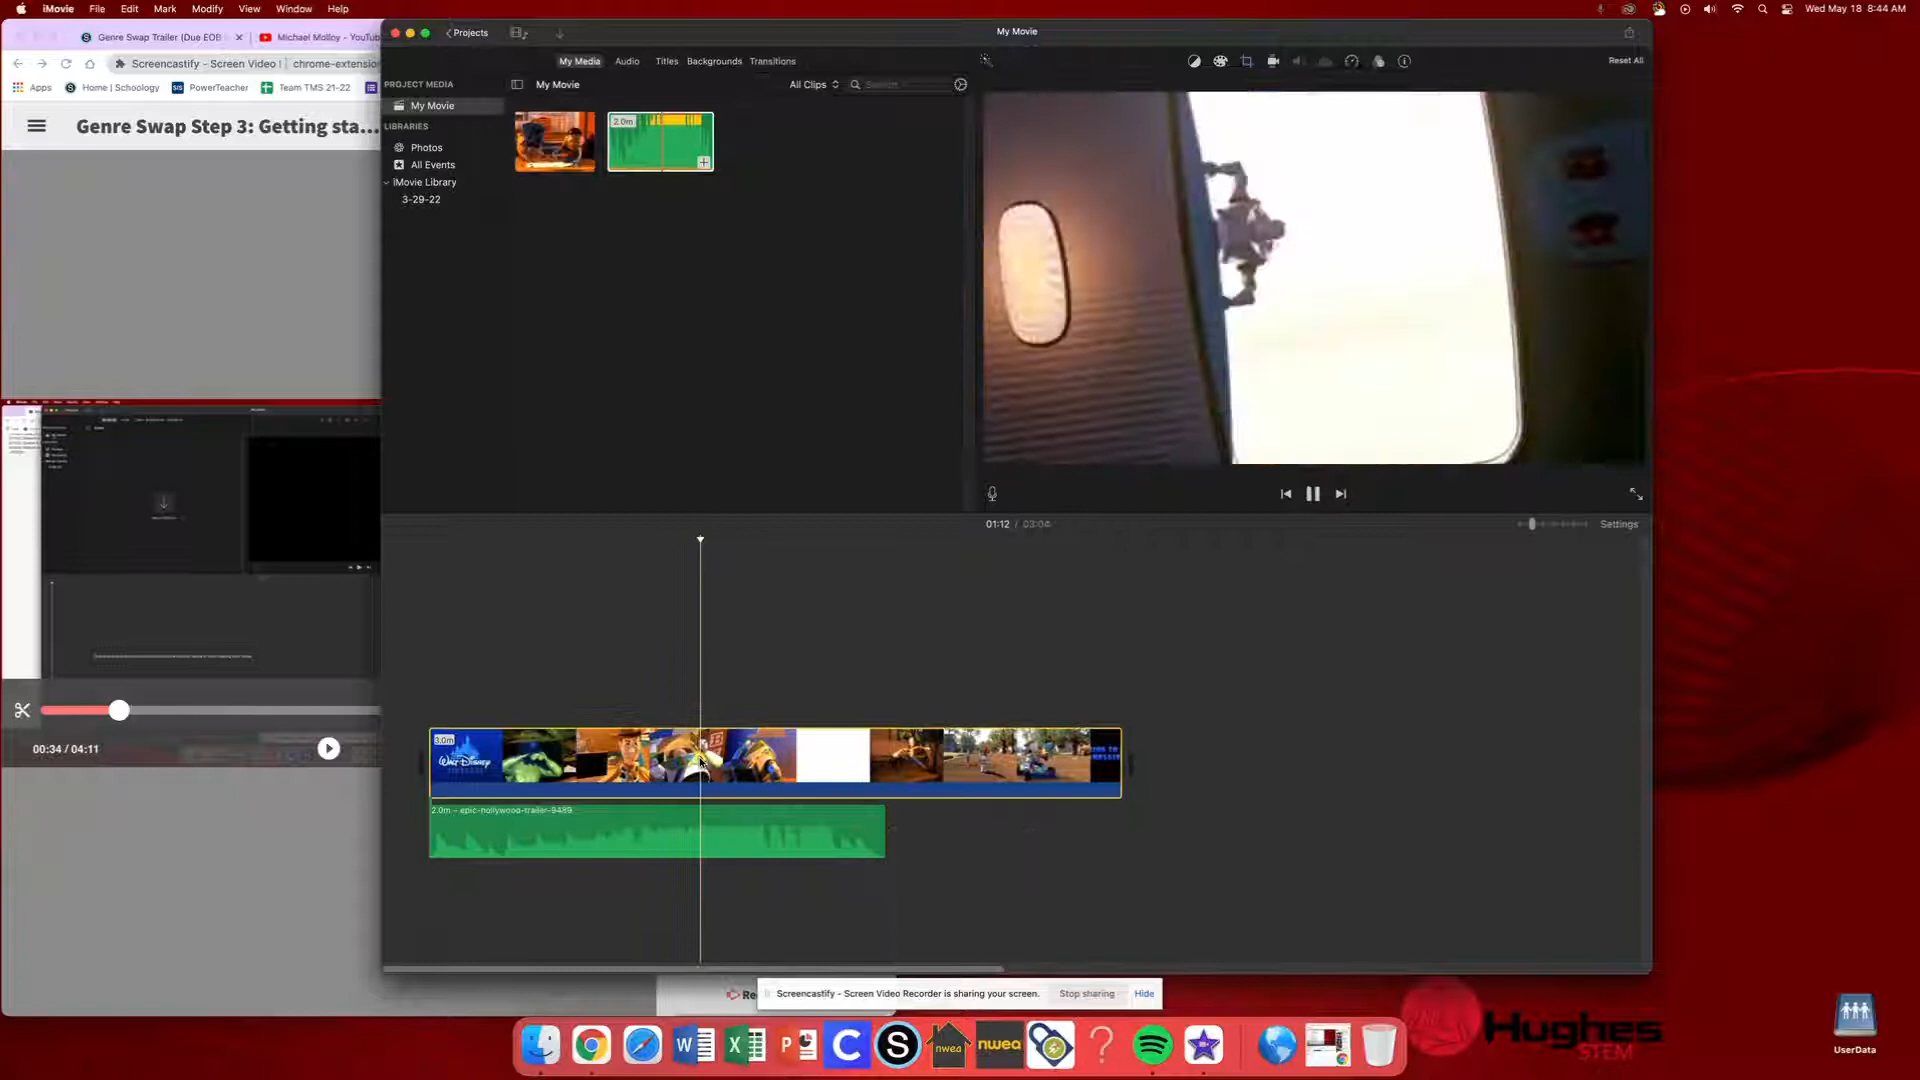 iMovie File Edit Mark Modify View Window Help
Wed May 18 8:44 AM
Genre Swap Trailer (Due EOB
Michael Molloy - YouTub
Screencastify - Screen Video
chrome-extension
Apps
Home | Schoology
PowerTeacher
Team TMS 21-22
Genre Swap Step 3: Getting sta...
00:34 / 04:11
Projects
My Movie
My Media Audio Titles Backgrounds Transitions
Reset All
PROJECT MEDIA
My Movie
All Clips
Search
My Movie
LIBRARIES
Photos
All Events
iMovie Library
3-29-22
2.0m
01:12 / 03:04
Settings
3.0m
WALT DISNEY
2.0m - epic-hollywood-trailer-9489
Screencastify - Screen Video Recorder is sharing your screen.
Stop sharing
Hide
nwea
nwea
Hughes
STEM
UserData